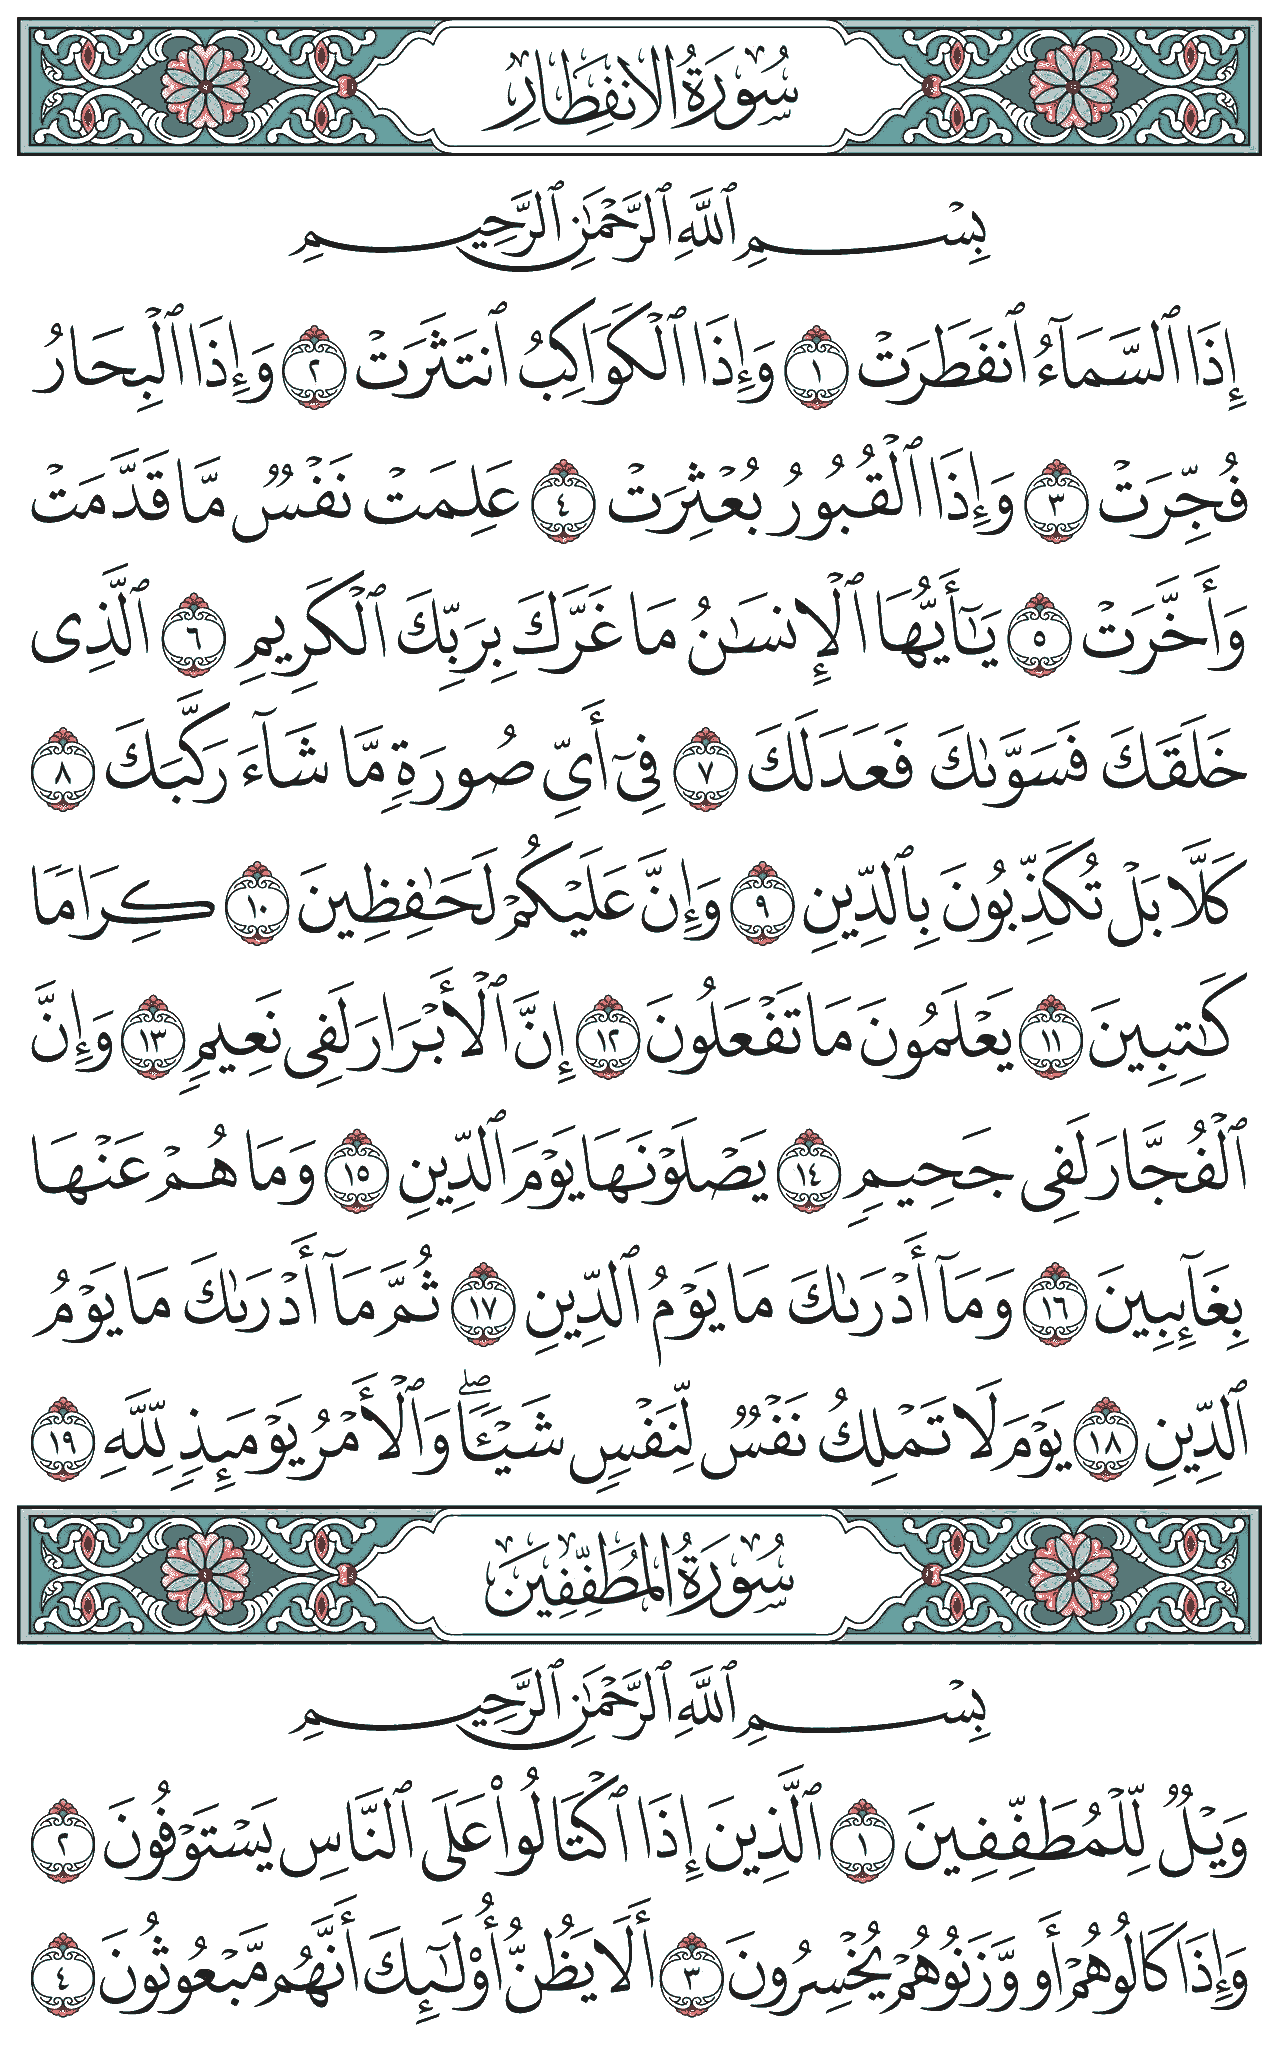 سُورَةُ الانفِطَارِ
بِسْمِ ٱللَّهِ ٱلرَّحْمَٰنِ ٱلرَّحِيمِ
إِذَا ٱلسَّمَآءُ ٱنفَطَرَتْ ١ وَإِذَا ٱلْكَوَاكِبُ ٱنتَثَرَتْ ٢ وَإِذَا ٱلْبِحَارُ
فُجِّرَتْ ٣ وَإِذَا ٱلْقُبُورُ بُعْثِرَتْ ٤ عَلِمَتْ نَفْسٌ مَّا قَدَّمَتْ
وَأَخَّرَتْ ٥ يَٰٓأَيُّهَا ٱلْإِنسَٰنُ مَا غَرَّكَ بِرَبِّكَ ٱلْكَرِيمِ ٦ ٱلَّذِى
خَلَقَكَ فَسَوَّىٰكَ فَعَدَلَكَ ٧ فِىٓ أَىِّ صُورَةٍ مَّا شَآءَ رَكَّبَكَ ٨
كَلَّا بَلْ تُكَذِّبُونَ بِٱلدِّينِ ٩ وَإِنَّ عَلَيْكُمْ لَحَٰفِظِينَ ١٠ كِرَامًا
كَٰتِبِينَ ١١ يَعْلَمُونَ مَا تَفْعَلُونَ ١٢ إِنَّ ٱلْأَبْرَارَ لَفِى نَعِيمٍ ١٣ وَإِنَّ
ٱلْفُجَّارَ لَفِى جَحِيمٍ ١٤ يَصْلَوْنَهَا يَوْمَ ٱلدِّينِ ١٥ وَمَا هُمْ عَنْهَا
بِغَآئِبِينَ ١٦ وَمَآ أَدْرَىٰكَ مَا يَوْمُ ٱلدِّينِ ١٧ ثُمَّ مَآ أَدْرَىٰكَ مَا يَوْمُ
ٱلدِّينِ ١٨ يَوْمَ لَا تَمْلِكُ نَفْسٌ لِّنَفْسٍ شَيْـًٔا ۖ وَٱلْأَمْرُ يَوْمَئِذٍ لِّلَّهِ ١٩
سُورَةُ المُطَفِّفِينَ
بِسْمِ ٱللَّهِ ٱلرَّحْمَٰنِ ٱلرَّحِيمِ
وَيْلٌ لِّلْمُطَفِّفِينَ ١ ٱلَّذِينَ إِذَا ٱكْتَالُوا۟ عَلَى ٱلنَّاسِ يَسْتَوْفُونَ ٢
وَإِذَا كَالُوهُمْ أَو وَّزَنُوهُمْ يُخْسِرُونَ ٣ أَلَا يَظُنُّ أُو۟لَٰٓئِكَ أَنَّهُم مَّبْعُوثُونَ ٤